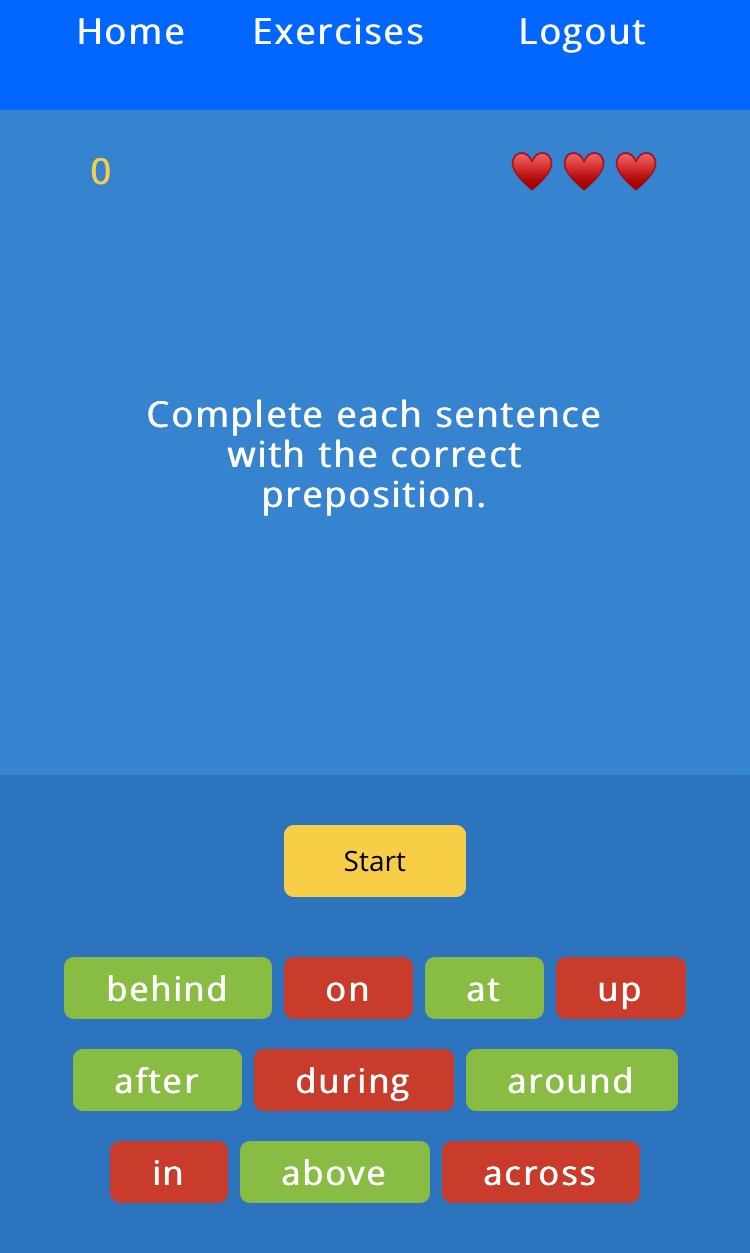 Home Exercises Logout
0
Complete each sentence
with the correct
preposition.
Start
behind on at up
after during around
in above across